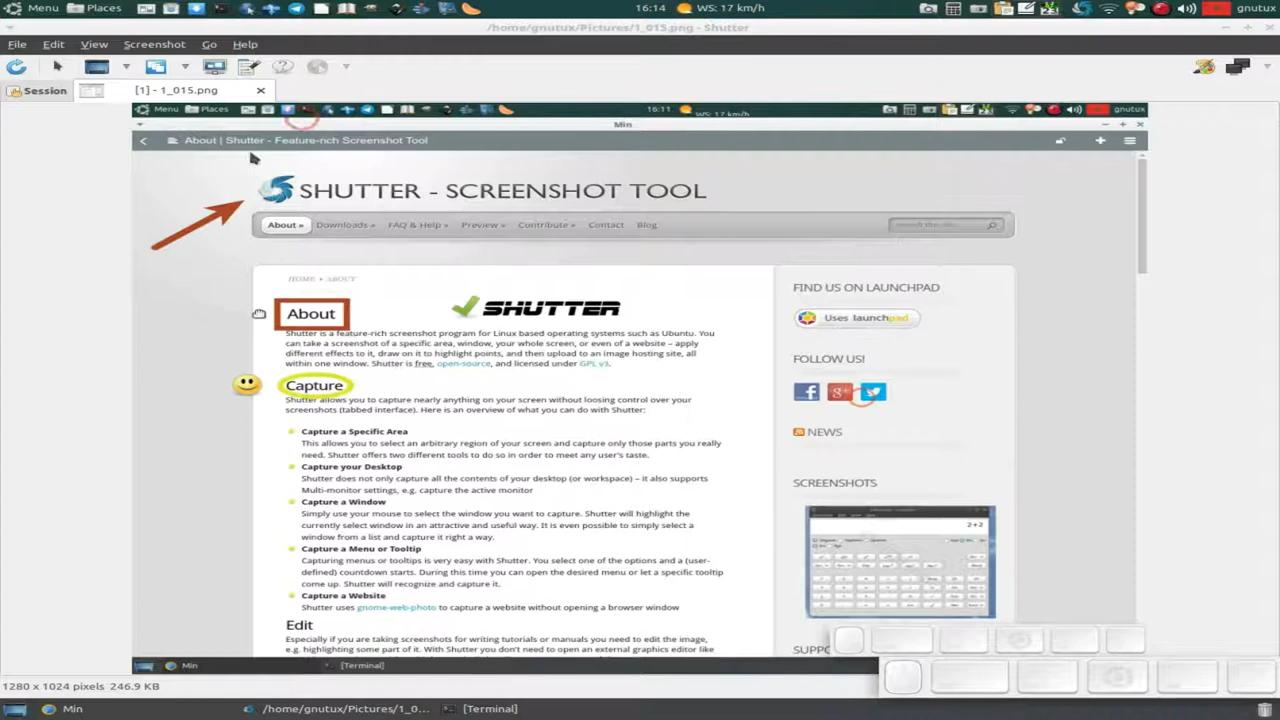 Menu Places 16:14 WS: 17 km/h gnutux
/home/gnutux/Pictures/1_015.png - Shutter
File Edit View Screenshot Go Help
Session [1] - 1_015.png
Menu Places 16:11 WS: 17 km/h gnutux
Min
About | Shutter - Feature-rich Screenshot Tool
SHUTTER - SCREENSHOT TOOL
About » Downloads » FAQ & Help » Preview » Contribute » Contact Blog
HOME • ABOUT
SHUTTER
About
Shutter is a feature-rich screenshot program for Linux based operating systems such as Ubuntu. You
can take a screenshot of a specific area, window, your whole screen, or even of a website – apply
different effects to it, draw on it to highlight points, and then upload to an image hosting site, all
within one window. Shutter is free, open-source, and licensed under GPL v3.
Capture
Shutter allows you to capture nearly anything on your screen without loosing control over your
screenshots (tabbed interface). Here is an overview of what you can do with Shutter:
Capture a Specific Area
This allows you to select an arbitrary region of your screen and capture only those parts you really
need. Shutter offers two different tools to do so in order to meet any user's taste.
Capture your Desktop
Shutter does not only capture all the contents of your desktop (or workspace) – it also supports
Multi-monitor settings, e.g. capture the active monitor
Capture a Window
Simply use your mouse to select the window you want to capture. Shutter will highlight the
currently select window in an attractive and useful way. It is even possible to simply select a
window from a list and capture it right a way.
Capture a Menu or Tooltip
Capturing menus or tooltips is very easy with Shutter. You select one of the options and a (user-
defined) countdown starts. During this time you can open the desired menu or let a specific tooltip
come up. Shutter will recognize and capture it.
Capture a Website
Shutter uses gnome-web-photo to capture a website without opening a browser window
Edit
Especially if you are taking screenshots for writing tutorials or manuals you need to edit the image,
e.g. highlighting some part of it. With Shutter you don't need to open an external graphics editor like
FIND US ON LAUNCHPAD
Uses launchpad
FOLLOW US!
NEWS
SCREENSHOTS
2+2
Min [Terminal]
1280 x 1024 pixels 246.9 KB
Min /home/gnutux/Pictures/1_0... [Terminal]